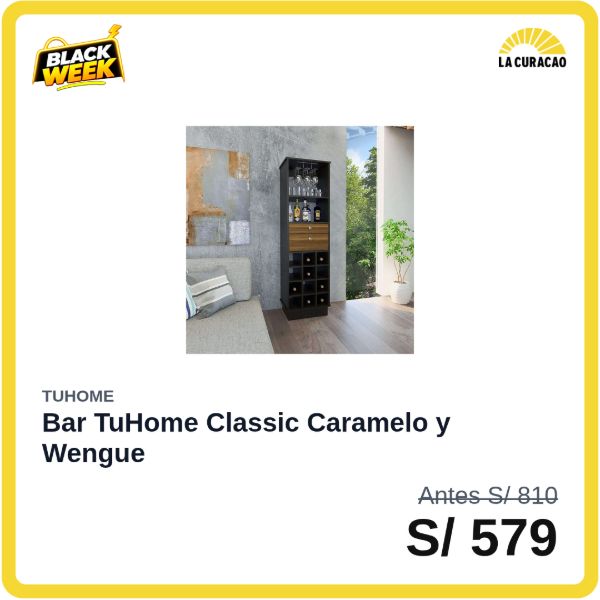 BLACK
WEEK
LA CURACAO
TUHOME
Bar TuHome Classic Caramelo y
Wengue
Antes S/ 810
S/ 579